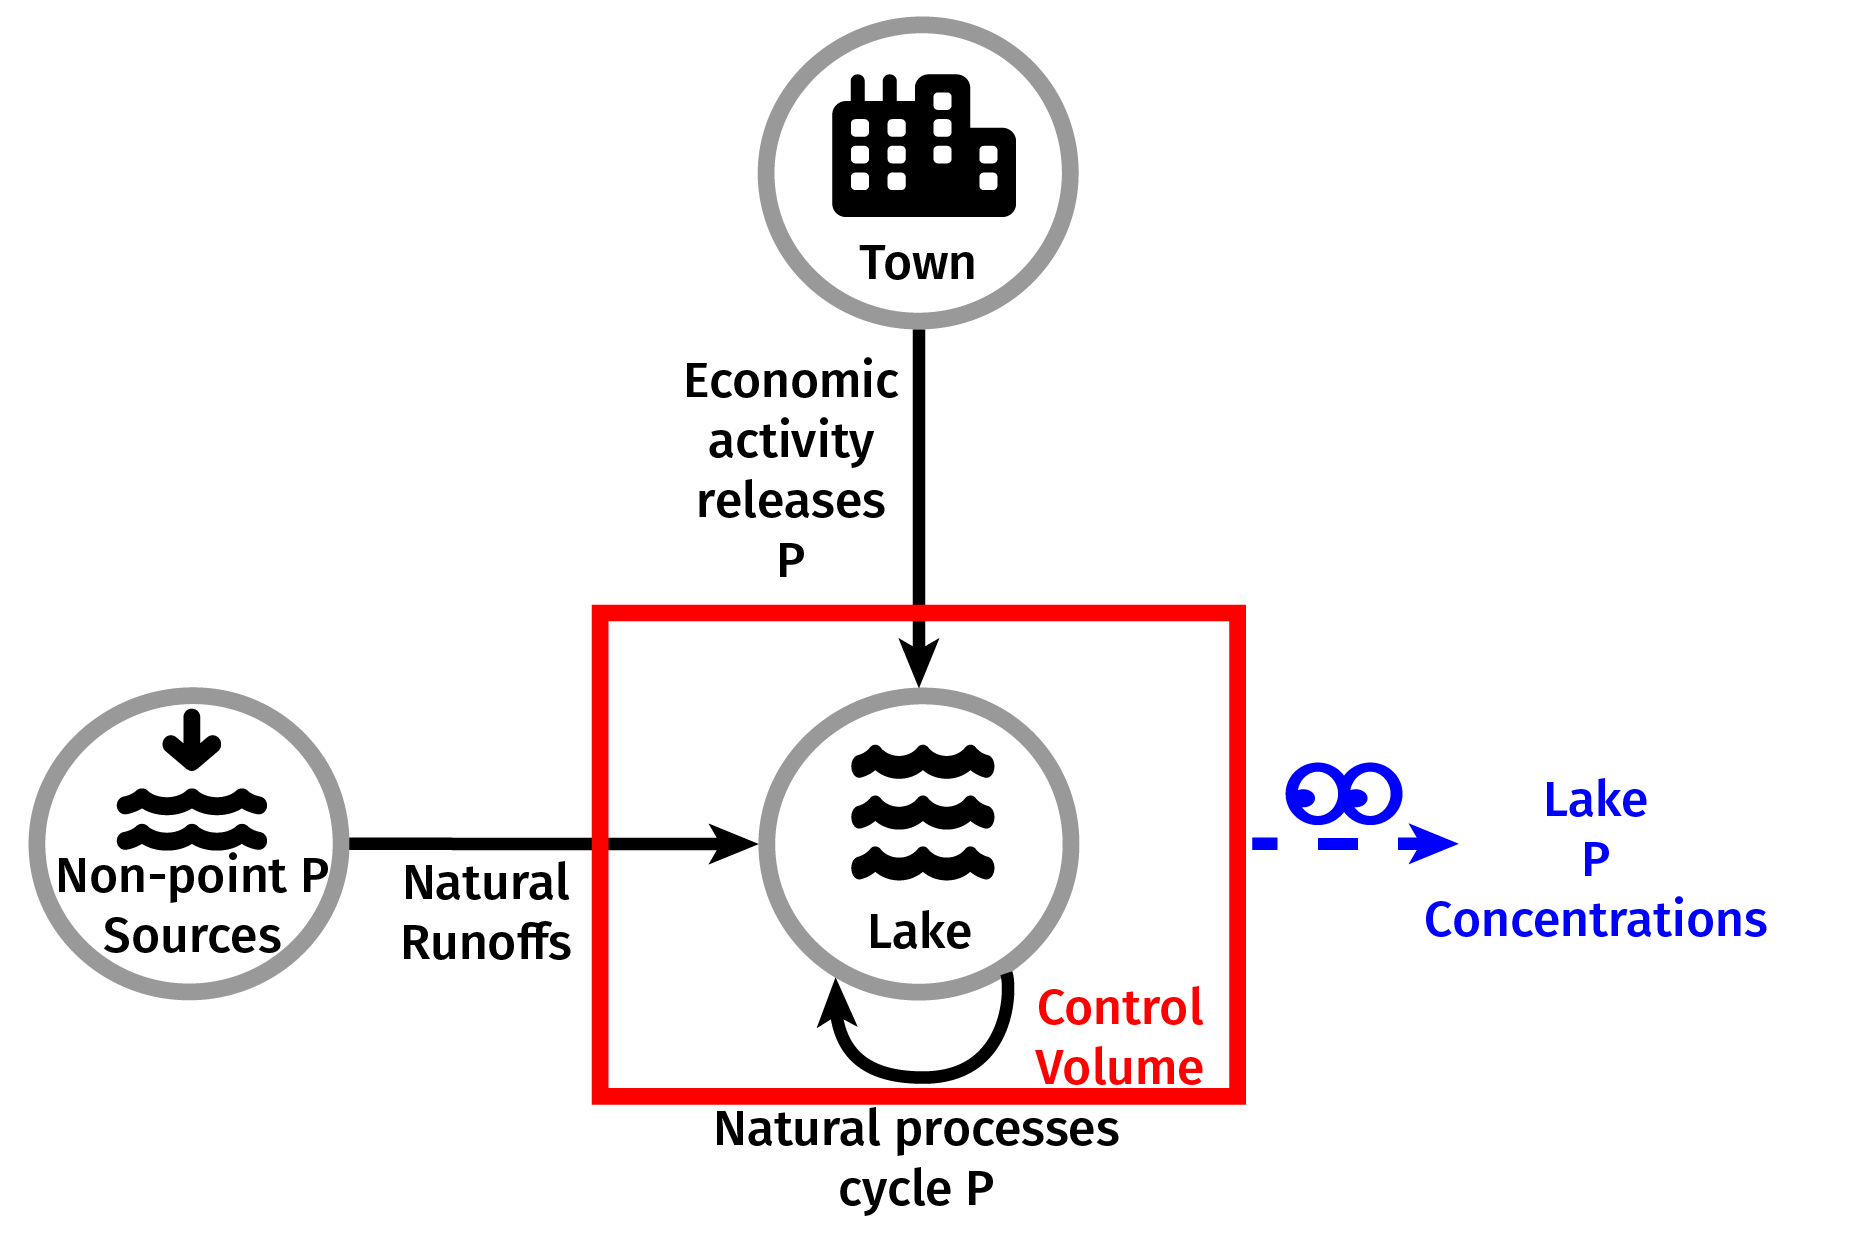 Town
Economic
activity
releases
P
Non-point P
Sources
Natural
Runoffs
Lake
Control
Volume
Natural processes
cycle P
Lake
P
Concentrations